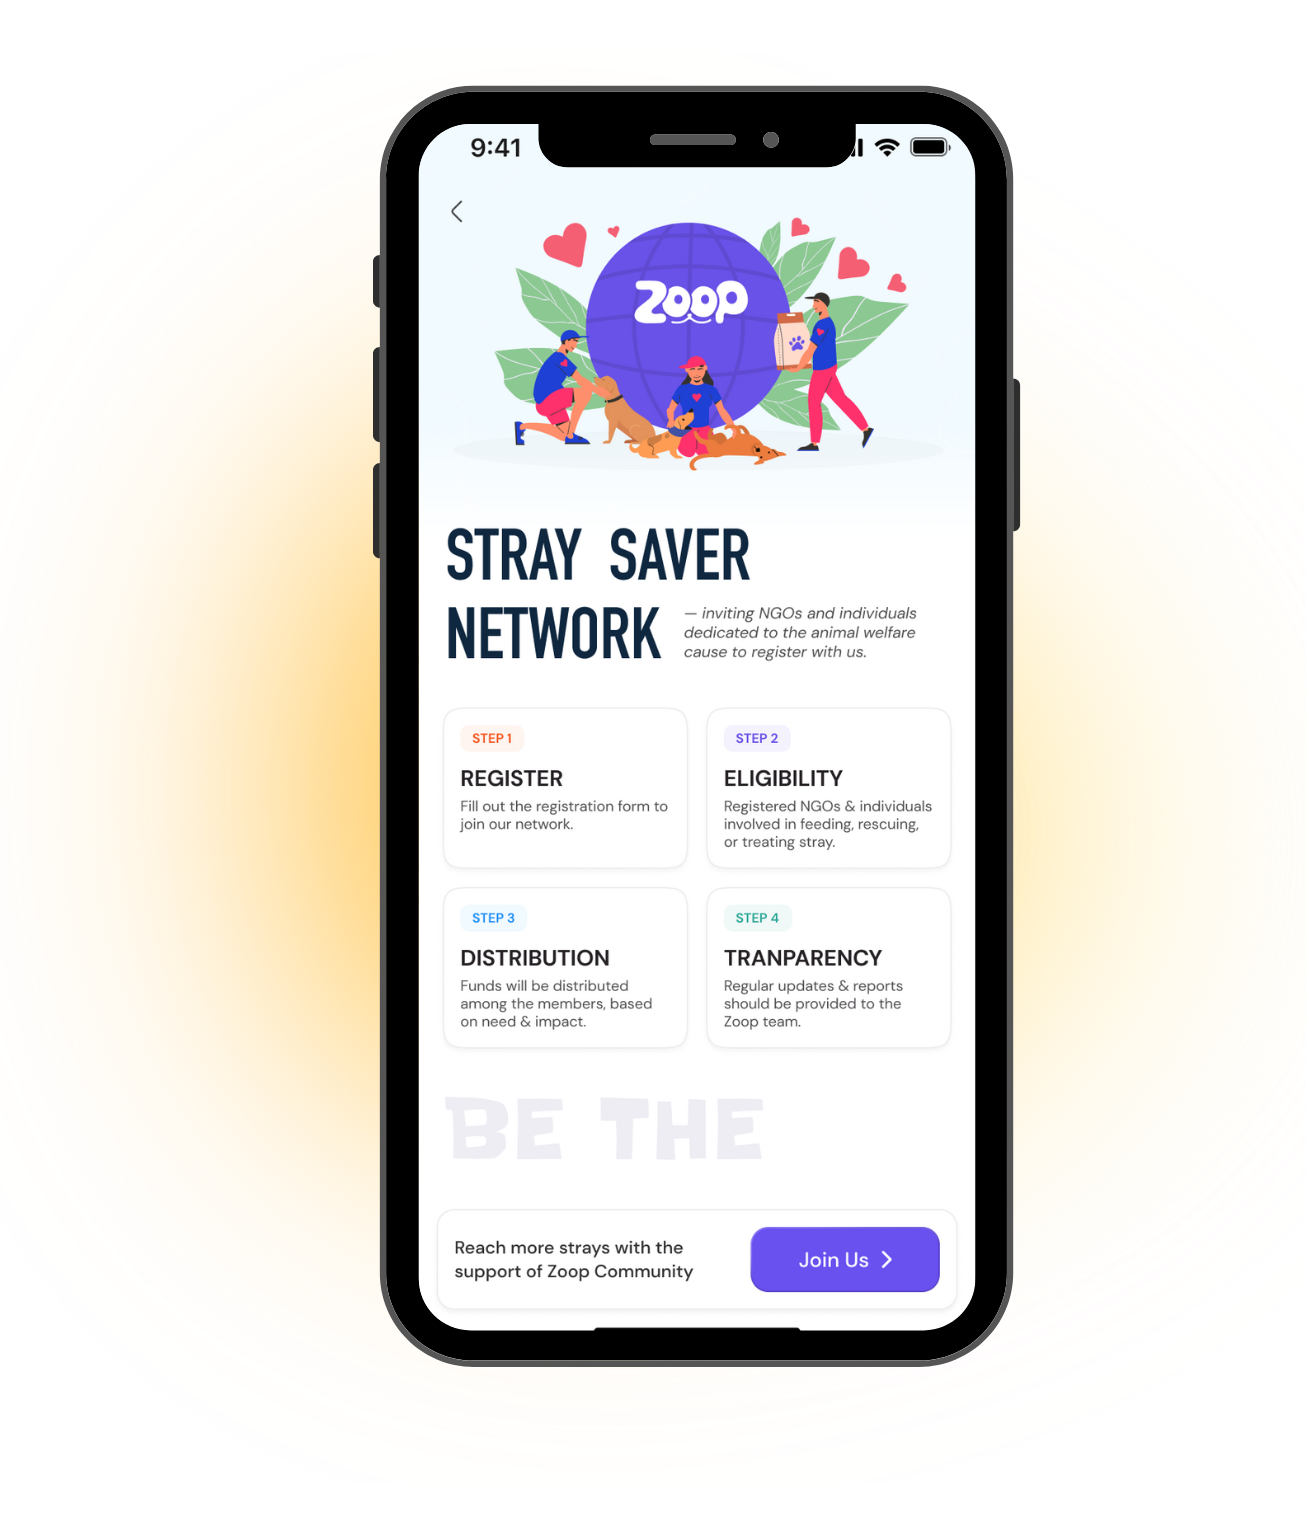 9:41
Zoop
STRAY SAVER
NETWORK
— inviting NGOs and individuals
dedicated to the animal welfare
cause to register with us.
STEP 1
REGISTER
Fill out the registration form to
join our network.
STEP 2
ELIGIBILITY
Registered NGOs & individuals
involved in feeding, rescuing,
or treating stray.
STEP 3
DISTRIBUTION
Funds will be distributed
among the members, based
on need & impact.
STEP 4
TRANPARENCY
Regular updates & reports
should be provided to the
Zoop team.
BE THE
Reach more strays with the
support of Zoop Community
Join Us